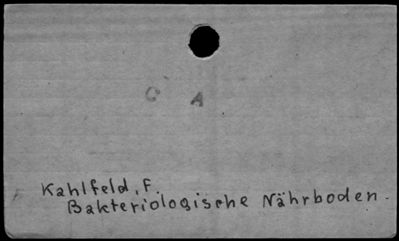 C A
Kahlfeld, F.
Bakteriologische Nährboden.